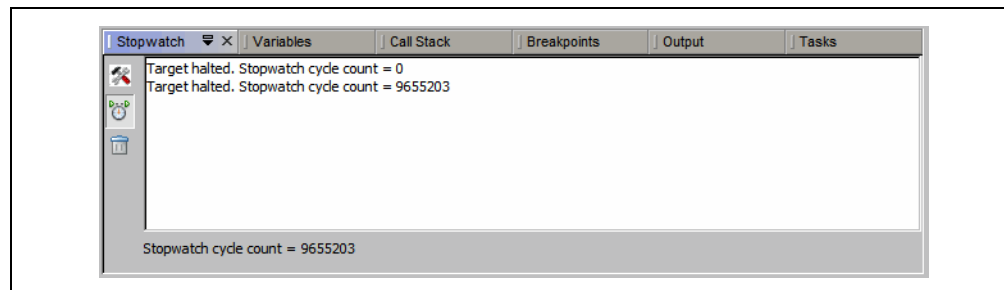 Stopwatch Variables Call Stack Breakpoints Output Tasks
Target halted. Stopwatch cycle count = 0
Target halted. Stopwatch cycle count = 9655203
Stopwatch cycle count = 9655203